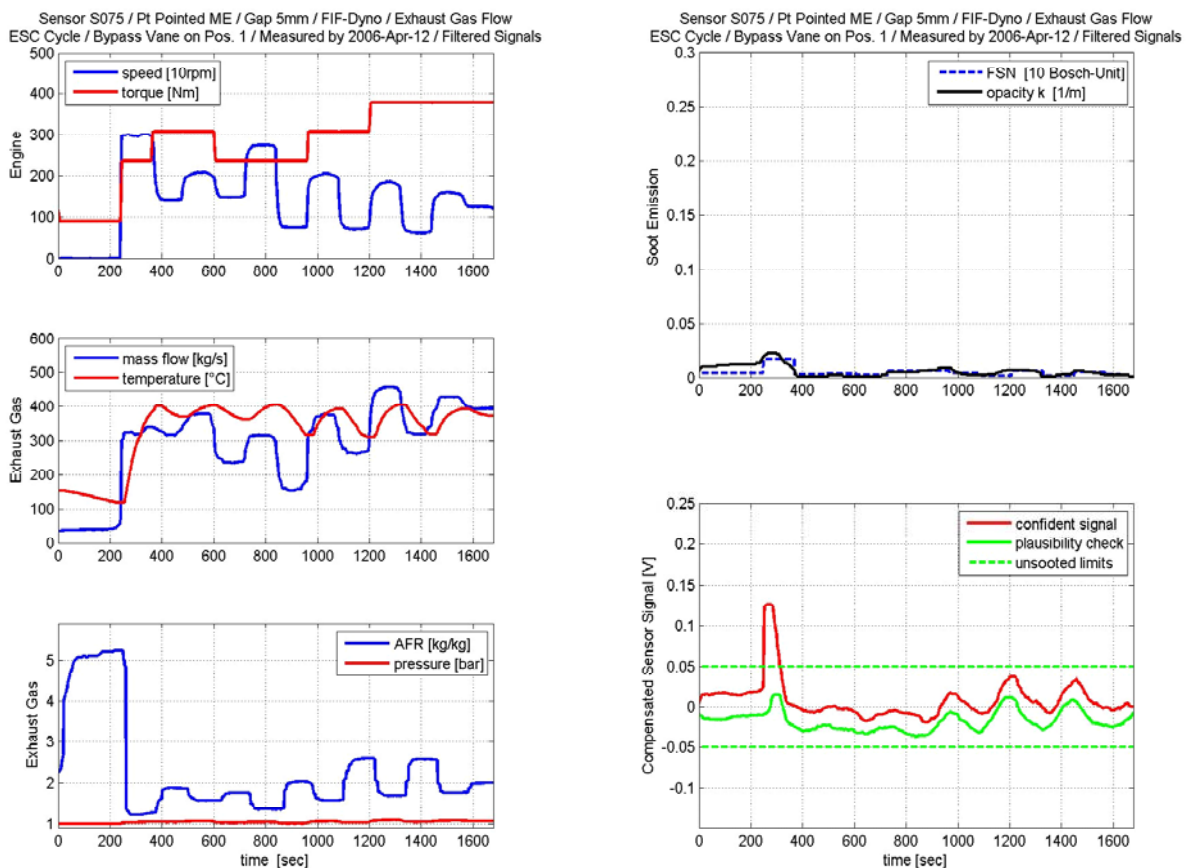 Sensor S075 / Pt Pointed ME / Gap 5mm / FIF-Dyno / Exhaust Gas Flow
ESC Cycle / Bypass Vane on Pos. 1 / Measured by 2006-Apr-12 / Filtered Signals
400
300
200
100
0
Engine
speed [10rpm]
torque [Nm]
0 200 400 600 800 1000 1200 1400 1600
600
500
400
300
200
100
0
Exhaust Gas
mass flow [kg/s]
temperature [°C]
0 200 400 600 800 1000 1200 1400 1600
5
4
3
2
1
Exhaust Gas
AFR [kg/kg]
pressure [bar]
0 200 400 600 800 1000 1200 1400 1600
time [sec]
Sensor S075 / Pt Pointed ME / Gap 5mm / FIF-Dyno / Exhaust Gas Flow
ESC Cycle / Bypass Vane on Pos. 1 / Measured by 2006-Apr-12 / Filtered Signals
0.3
0.25
0.2
0.15
0.1
0.05
0
Soot Emission
FSN [10 Bosch-Unit]
opacity k [1/m]
0 200 400 600 800 1000 1200 1400 1600
0.25
0.2
0.15
0.1
0.05
0
-0.05
-0.1
Compensated Sensor Signal [V]
confident signal
plausibility check
unsooted limits
0 200 400 600 800 1000 1200 1400 1600
time [sec]